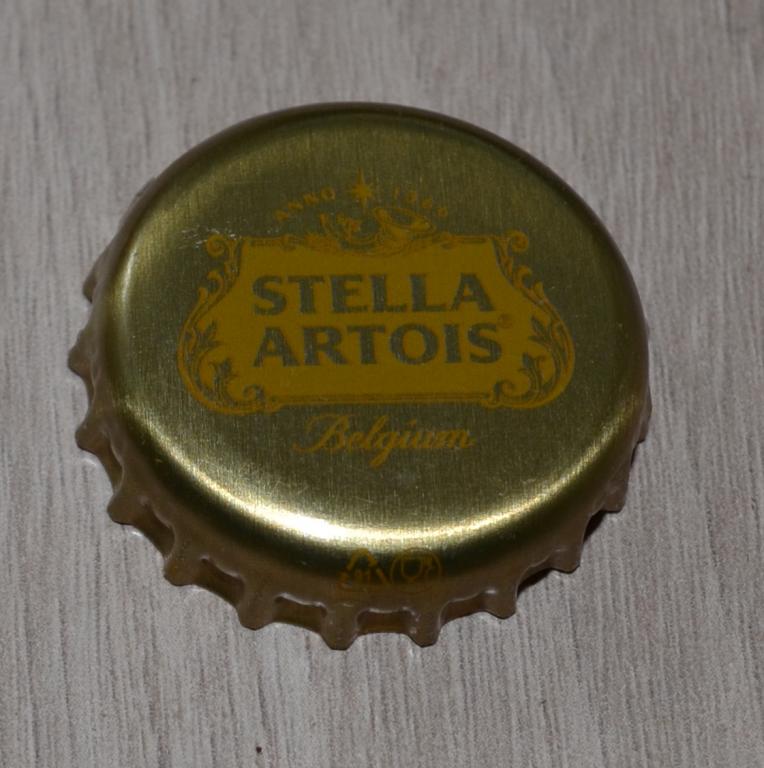 ANNO 1366
STELLA
ARTOIS®
Belgium